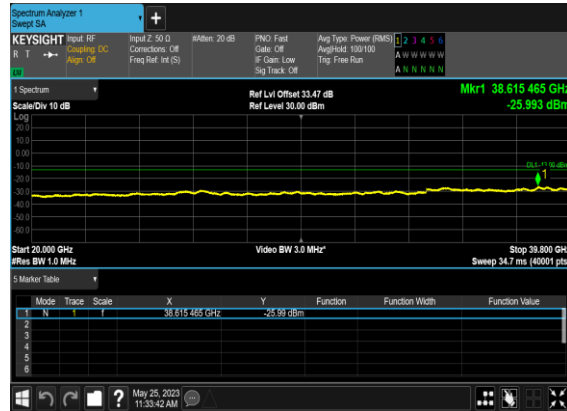 Spectrum Analyzer 1
Swept SA
+
KEYSIGHT Input: RF Input Z: 50 Ω #Atten: 20 dB PNO: Fast Avg Type: Power (RMS) 1 2 3 4 5 6
R T Coupling: DC Corrections: Off Gate: Off Avg|Hold: 100/100 A W W W W W
Align: Off Freq Ref: Int (S) IF Gain: Low Trig: Free Run
Sig Track: Off A N N N N N
1 Spectrum Ref Lvl Offset 33.47 dB Mkr1 38.615 465 GHz
Scale/Div 10 dB Ref Level 30.00 dBm -25.993 dBm
Log
20.0
10.0
0.00
-10.0 DL1 -13.00 dBm
1
-20.0
-30.0
-40.0
-50.0
-60.0
Start 20.000 GHz Video BW 3.0 MHz* Stop 39.800 GHz
#Res BW 1.0 MHz Sweep 34.7 ms (40001 pts
5 Marker Table
Mode Trace Scale X Y Function Function Width Function Value
1 N 1 f 38.615 465 GHz -25.99 dBm
2
3
4
5
6
? May 25, 2023
11:33:42 AM